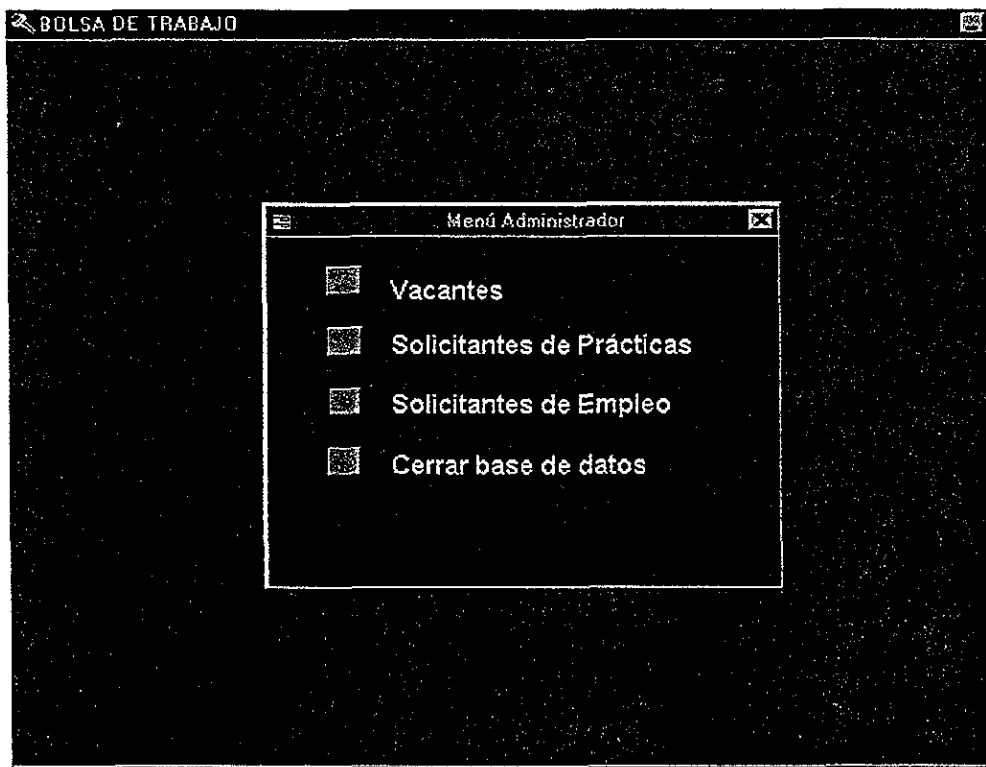 BOLSA DE TRABAJO
Menú Administrador
Vacantes
Solicitantes de Prácticas
Solicitantes de Empleo
Cerrar base de datos